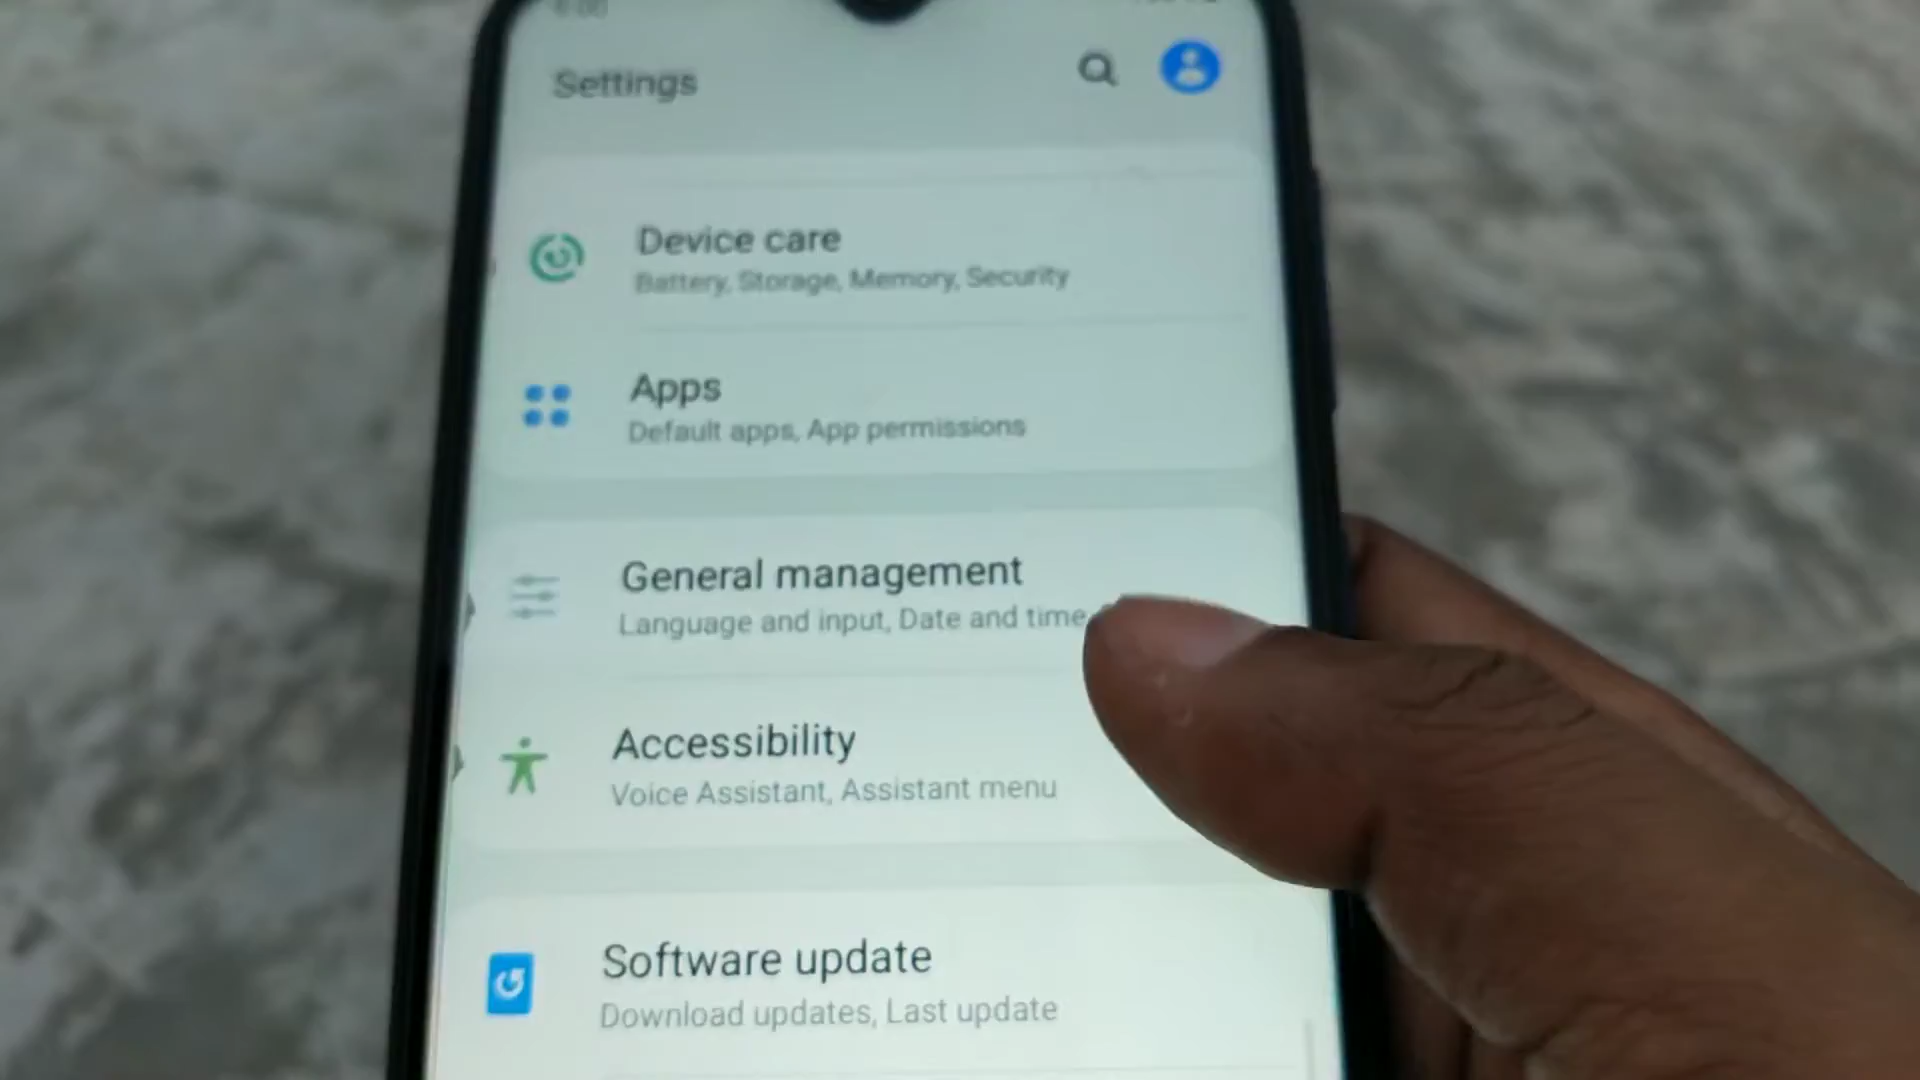 Settings
Device care
Battery, Storage, Memory, Security
Apps
Default apps, App permissions
General management
Language and input, Date and time
Accessibility
Voice Assistant, Assistant menu
Software update
Download updates, Last update